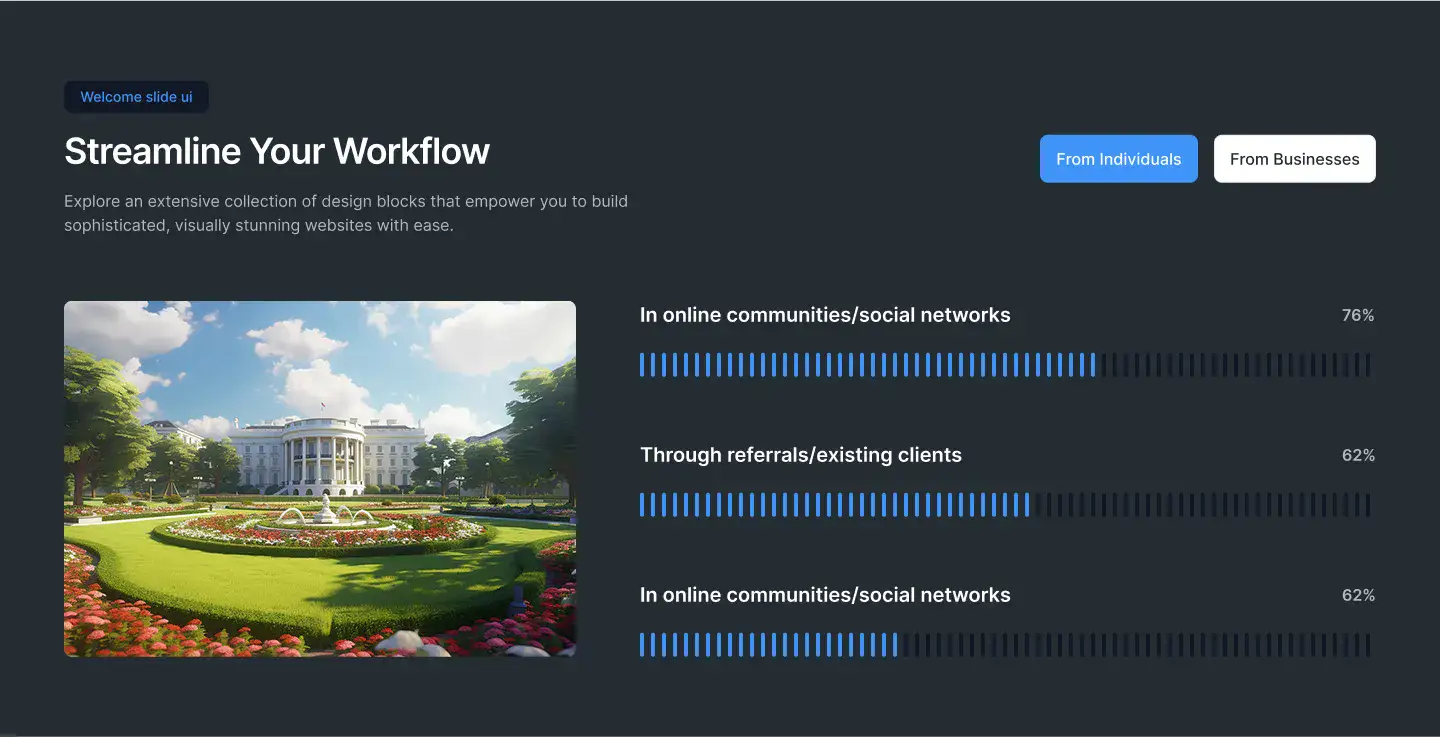 Welcome slide ui
Streamline Your Workflow
From Individuals
From Businesses
Explore an extensive collection of design blocks that empower you to build
sophisticated, visually stunning websites with ease.
In online communities/social networks
76%
Through referrals/existing clients
62%
In online communities/social networks
62%